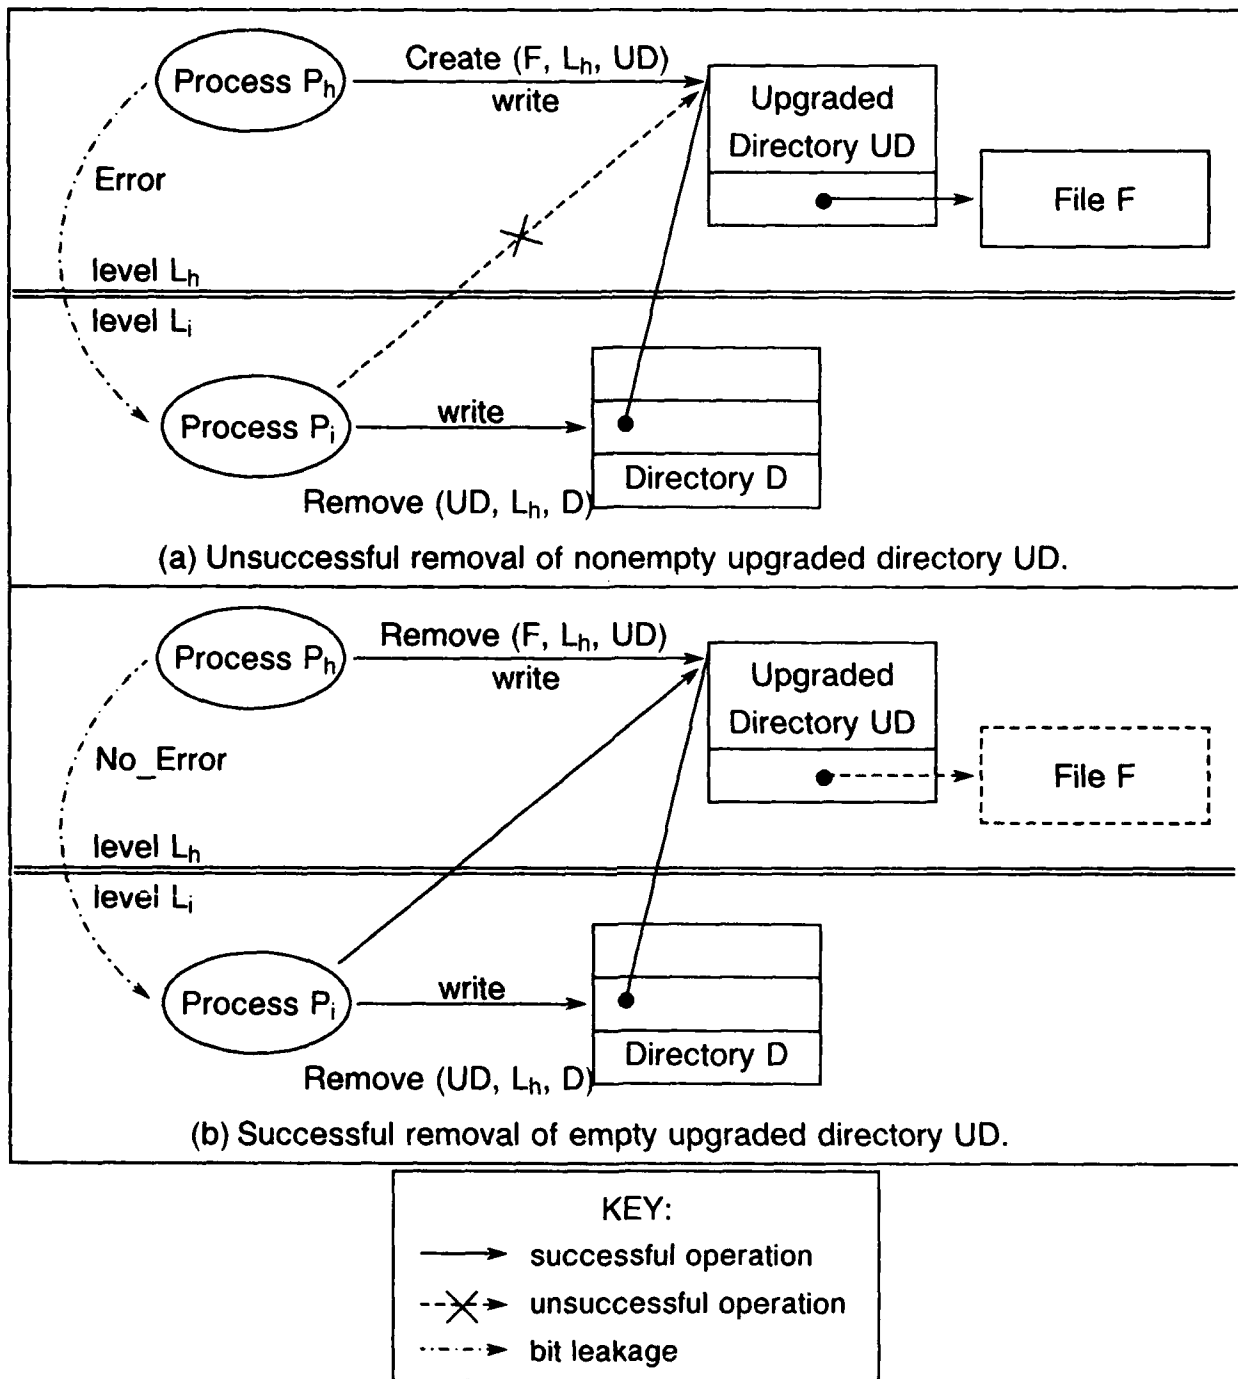 Process Pₕ
Create (F, Lₕ, UD)
write
Upgraded
Directory UD
File F
Error
level Lₕ
level Lᵢ
Process Pᵢ
write
Directory D
Remove (UD, Lₕ, D)
(a) Unsuccessful removal of nonempty upgraded directory UD.
Process Pₕ
Remove (F, Lₕ, UD)
write
Upgraded
Directory UD
File F
No_Error
level Lₕ
level Lᵢ
Process Pᵢ
write
Directory D
Remove (UD, Lₕ, D)
(b) Successful removal of empty upgraded directory UD.
KEY:
successful operation
unsuccessful operation
bit leakage